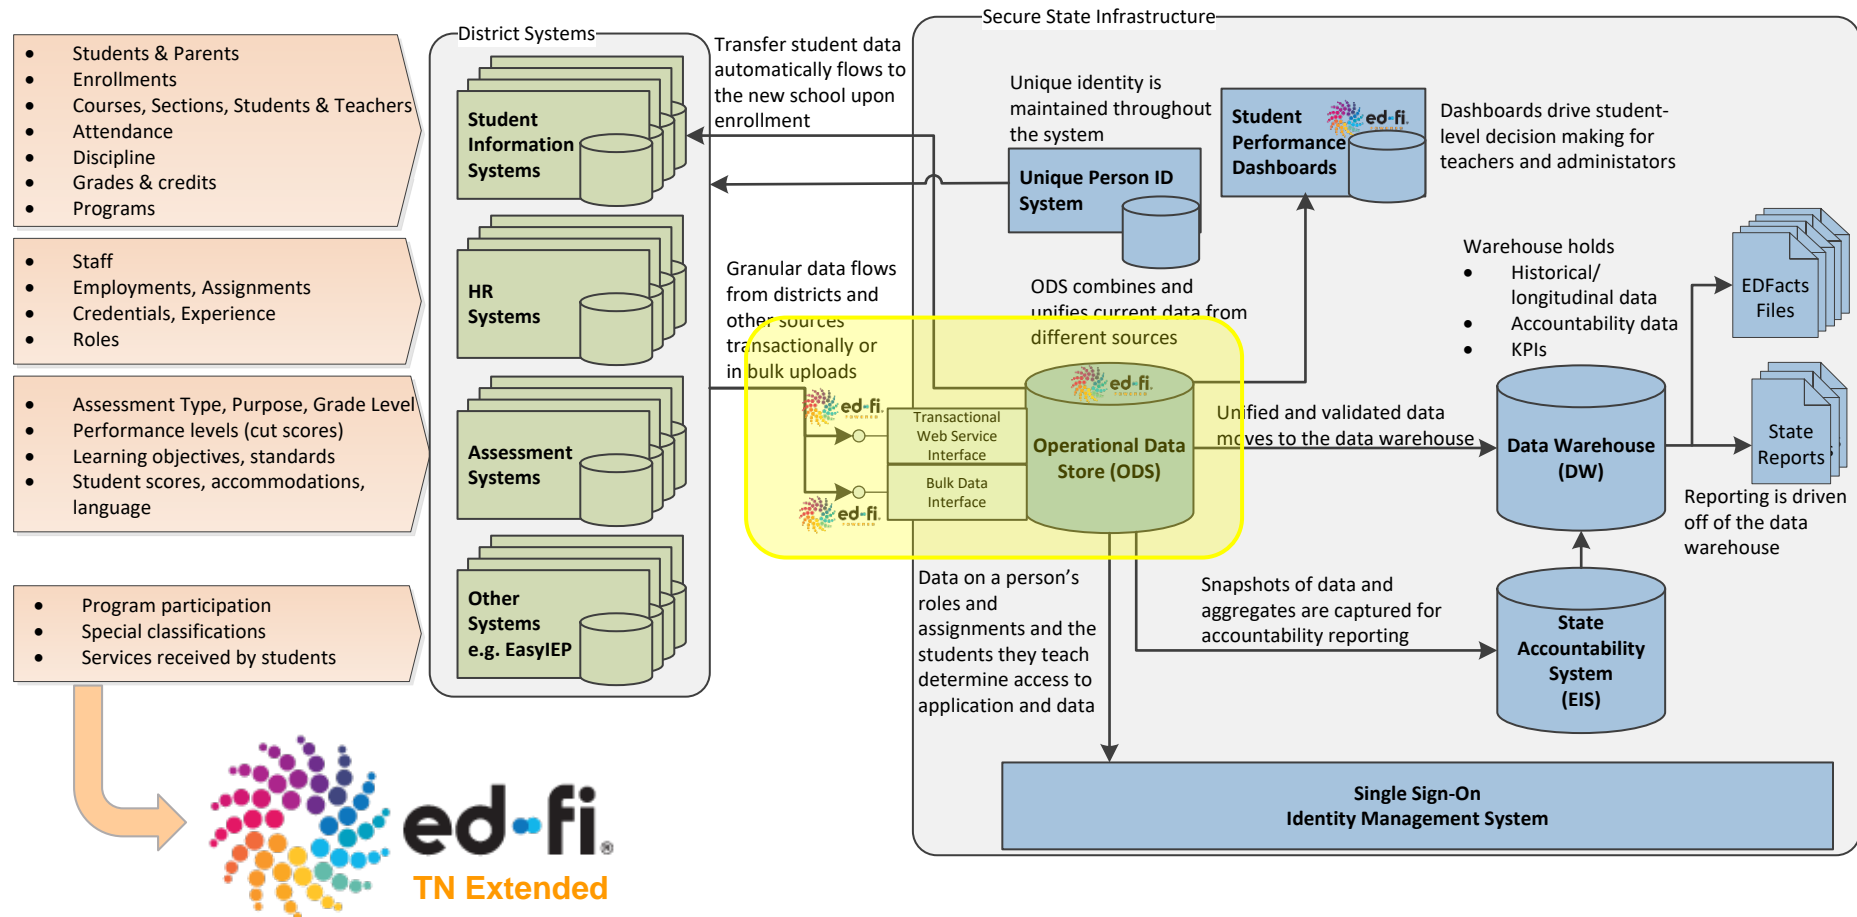 Students & Parents
Enrollments
Courses, Sections, Students & Teachers
Attendance
Discipline
Grades & credits
Programs
Staff
Employments, Assignments
Credentials, Experience
Roles
Assessment Type, Purpose, Grade Level
Performance levels (cut scores)
Learning objectives, standards
Student scores, accommodations,
language
Program participation
Special classifications
Services received by students
ed-fi®
TN Extended
District Systems
Student
Information
Systems
HR
Systems
Assessment
Systems
Other
Systems
e.g. EasyIEP
Transfer student data
automatically flows to
the new school upon
enrollment
Granular data flows
from districts and
other sources
transactionally or
in bulk uploads
Secure State Infrastructure
Unique identity is
maintained throughout
the system
Unique Person ID
System
Student
Performance
Dashboards
ed-fi.
Dashboards drive student-
level decision making for
teachers and administators
ODS combines and
unifies current data from
different sources
ed-fi.
ed-fi.
Transactional
Web Service
Interface
Bulk Data
Interface
ed-fi.
Operational Data
Store (ODS)
Unified and validated data
moves to the data warehouse
Warehouse holds
Historical/
longitudinal data
Accountability data
KPIs
Data Warehouse
(DW)
EDFacts
Files
State
Reports
Reporting is driven
off of the data
warehouse
Data on a person’s
roles and
assignments and the
students they teach
determine access to
application and data
Snapshots of data and
aggregates are captured for
accountability reporting
State
Accountability
System
(EIS)
Single Sign-On
Identity Management System